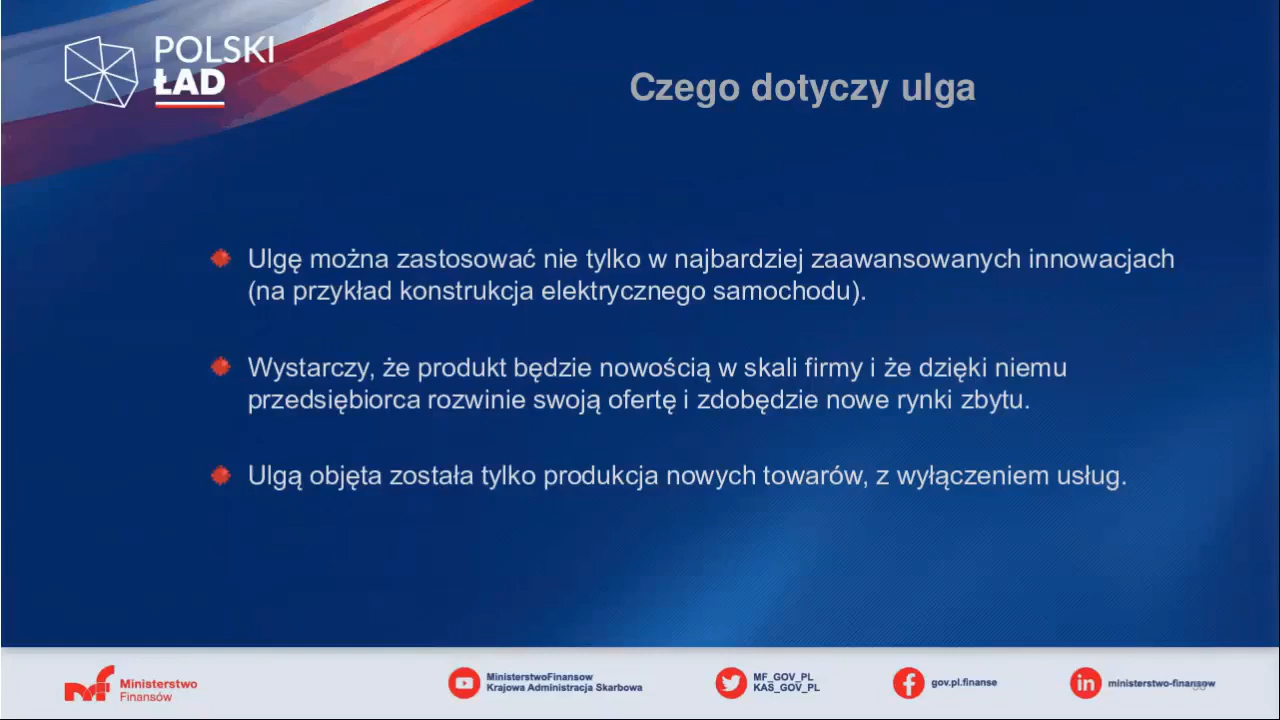 POLSKI
ŁAD
Czego dotyczy ulga
Ulgę można zastosować nie tylko w najbardziej zaawansowanych innowacjach
(na przykład konstrukcja elektrycznego samochodu).
Wystarczy, że produkt będzie nowością w skali firmy i że dzięki niemu
przedsiębiorca rozwinie swoją ofertę i zdobędzie nowe rynki zbytu.
Ulgą objęta została tylko produkcja nowych towarów, z wyłączeniem usług.
Ministerstwo
Finansów
MinisterstwoFinansow
Krajowa Administracja Skarbowa
MF_GOV_PL
KAS_GOV_PL
gov.pl.finanse
ministerstwo-finansow